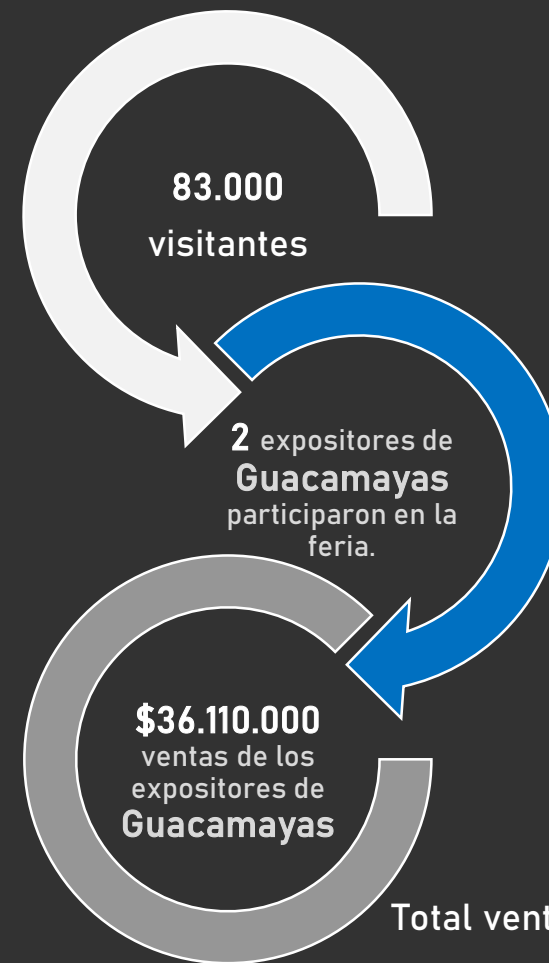 83.000
visitantes
2 expositores de
Guacamayas
participaron en la
feria.
$36.110.000
ventas de los
expositores de
Guacamayas
Total